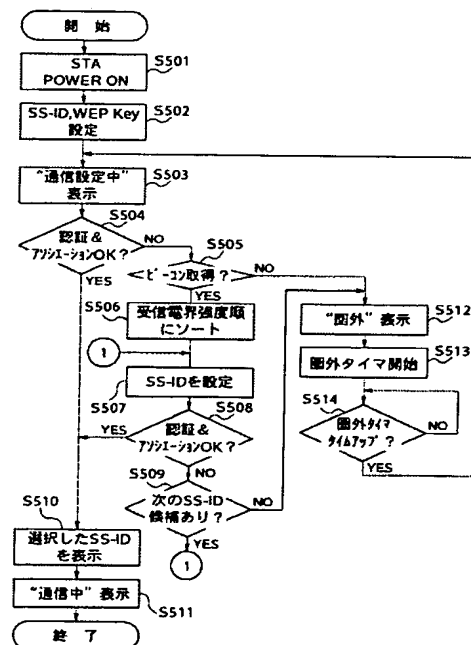 開 始
STA
POWER ON
S501
SS-ID,WEP Key
設定
S502
“通信設定中”
表示
S503
S504
認証&
ｱｿｼｴｰｼｮﾝOK?
NO
YES
S505
ビーコン取得?
NO
YES
S506
受信電界強度順
にソート
1
SS-IDを設定
S507
S508
認証&
ｱｿｼｴｰｼｮﾝOK?
YES
NO
S509
次のSS-ID
候補あり?
NO
YES
1
S510
選択したSS-ID
を表示
“通信中” 表示
S511
終 了
“圏外” 表示
S512
圏外タイマ開始
S513
S514
圏外タイマ
タイムアップ?
NO
YES